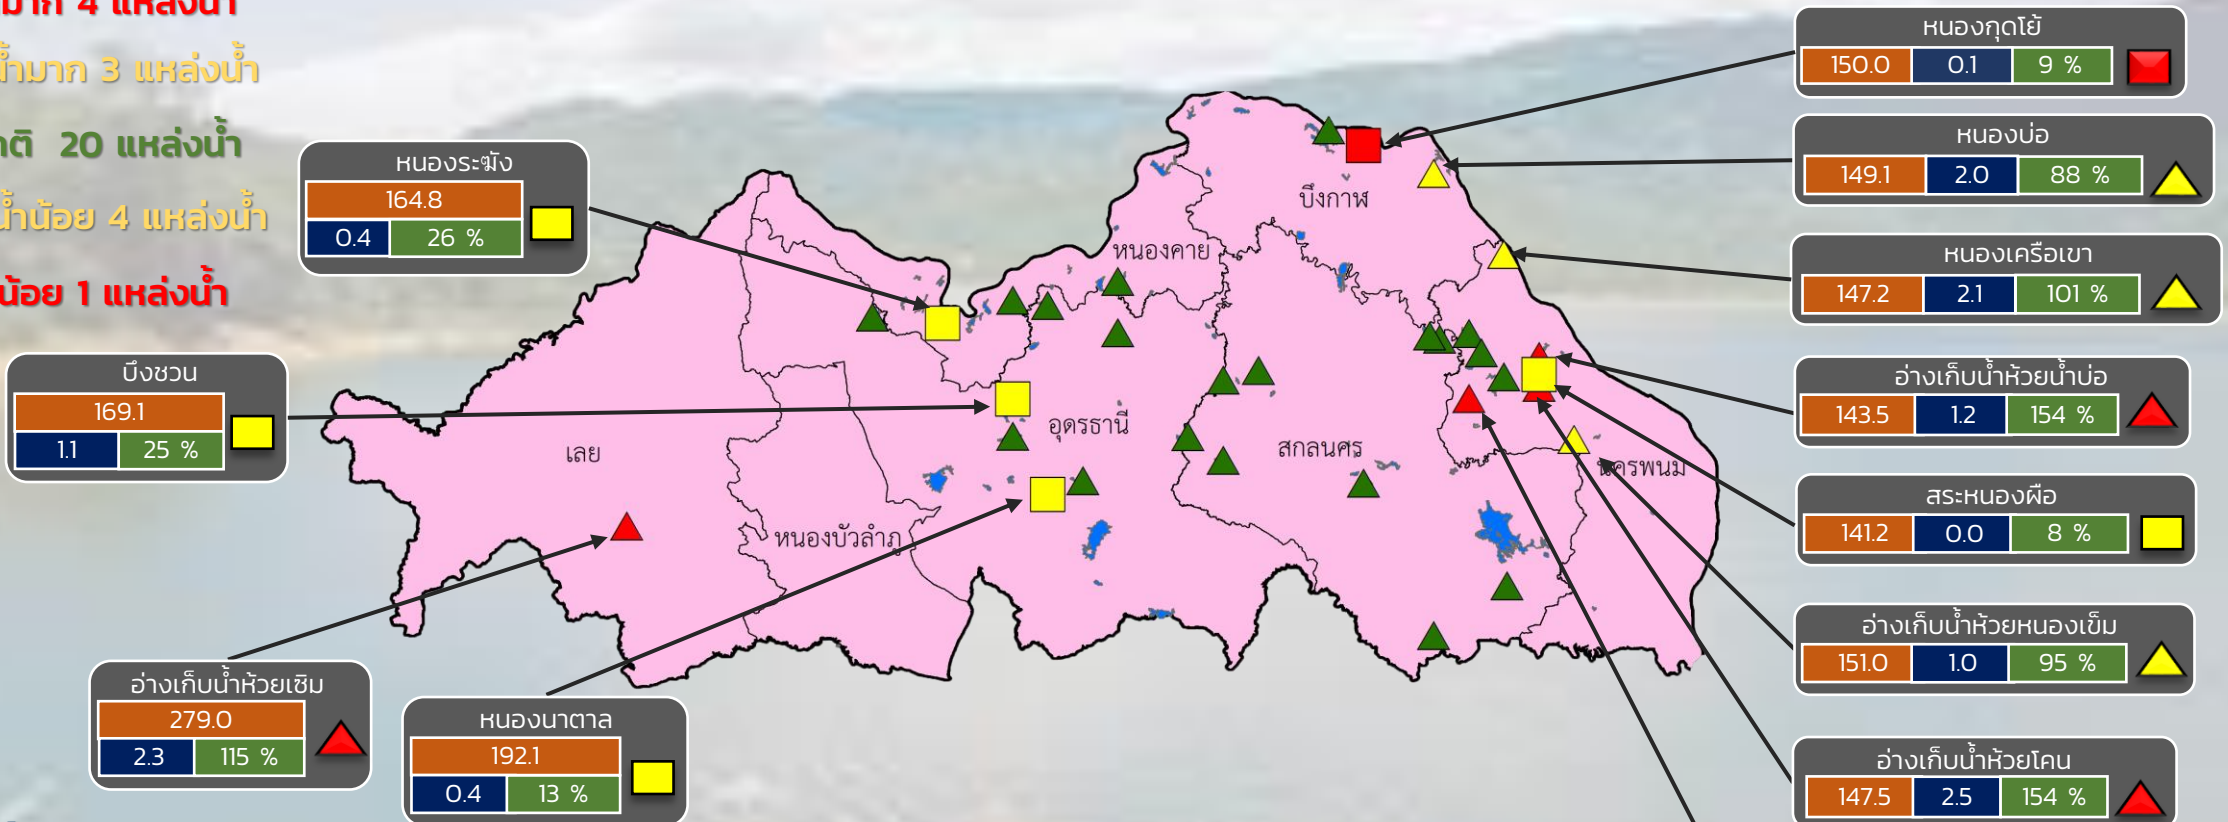 มาก 4 แหล่งน้ำ
น้ำมาก 3 แหล่งน้ำ
20 แหล่งน้ำ
น้ำน้อย 4 แหล่งน้ำ
น้อย 1 แหล่งน้ำ
หนองระฆัง
164.8
0.4 26 %
บึงชวน
169.1
1.1 25 %
อ่างเก็บน้ำห้วยเซิม
279.0
2.3 115 %
หนองนาตาล
192.1
0.4 13 %
บึงกาฬ
หนองคาย
เลย
อุดรธานี
สกลนคร
นครพนม
หนองบัวลำภู
หนองกุดโย้
150.0 0.1 9 %
หนองบ่อ
149.1 2.0 88 %
หนองเครือเขา
147.2 2.1 101 %
อ่างเก็บน้ำห้วยน้ำบ่อ
143.5 1.2 154 %
สระหนองผือ
141.2 0.0 8 %
อ่างเก็บน้ำห้วยหนองเข็ม
151.0 1.0 95 %
อ่างเก็บน้ำห้วยโคน
147.5 2.5 154 %